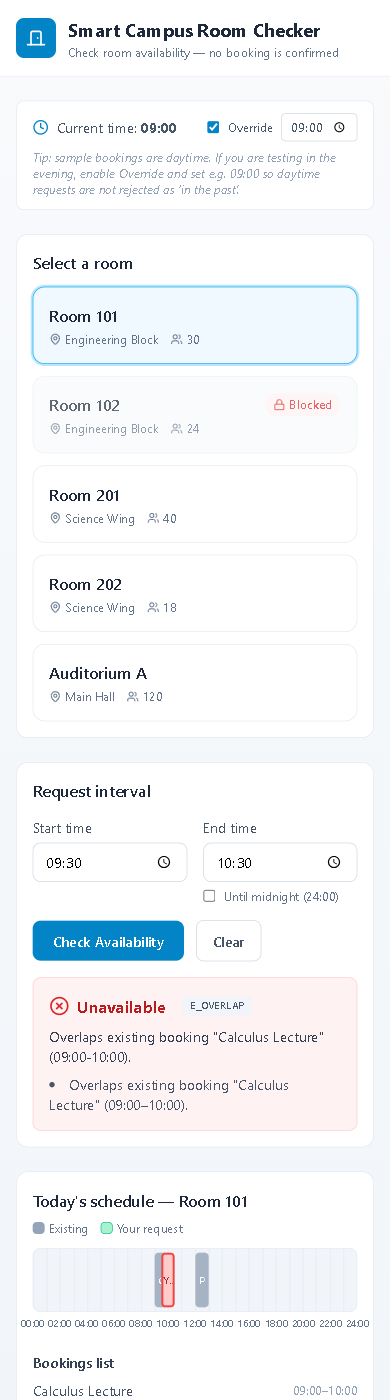 Smart Campus Room Checker
Check room availability — no booking is confirmed
Current time: 09:00
Override
09:00
Tip: sample bookings are daytime. If you are testing in the
evening, enable Override and set e.g. 09:00 so daytime
requests are not rejected as 'in the past'.
Select a room
Room 101
Engineering Block 30
Room 102
Blocked
Engineering Block 24
Room 201
Science Wing 40
Room 202
Science Wing 18
Auditorium A
Main Hall 120
Request interval
Start time End time
09:30 10:30
Until midnight (24:00)
Check Availability Clear
Unavailable E_OVERLAP
Overlaps existing booking "Calculus Lecture"
(09:00-10:00).
• Overlaps existing booking "Calculus
Lecture" (09:00–10:00).
Today's schedule — Room 101
Existing Your request
Y… P
00:00 02:00 04:00 06:00 08:00 10:00 12:00 14:00 16:00 18:00 20:00 22:00 24:00
Bookings list
Calculus Lecture 09:00–10:00